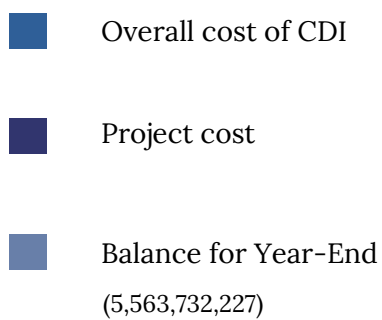 Overall cost of CDI
Project cost
Balance for Year-End
(5,563,732,227)